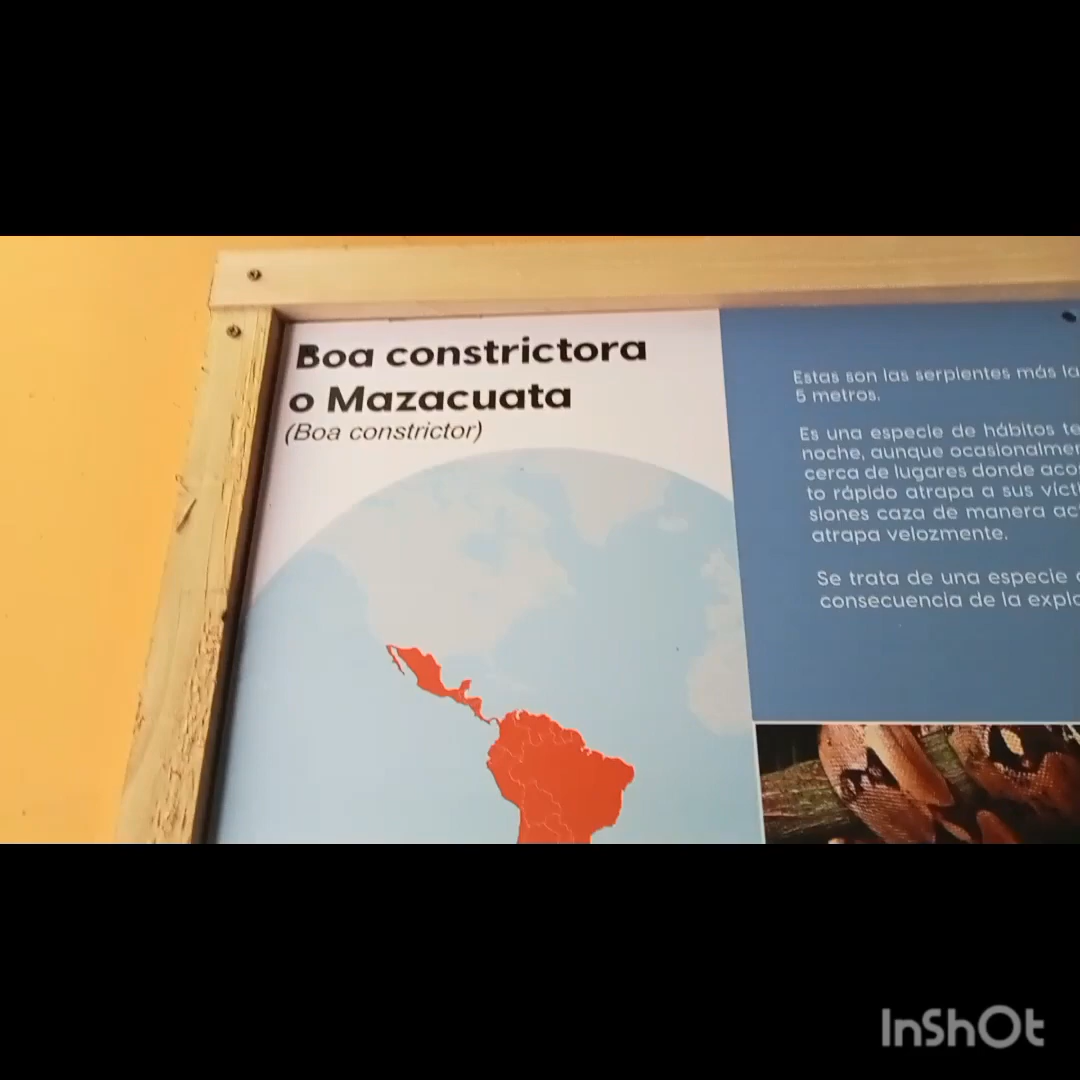 Boa constrictora
o Mazacuata
(Boa constrictor)
Estas son las serpientes más
5 metros.
Es una especie de hábitos
noche, aunque
cerca de lugares donde
to rápido atrapa a sus
siones caza de manera
atrapa velozmente.
Se trata de una especie
consecuencia de la
InShOt